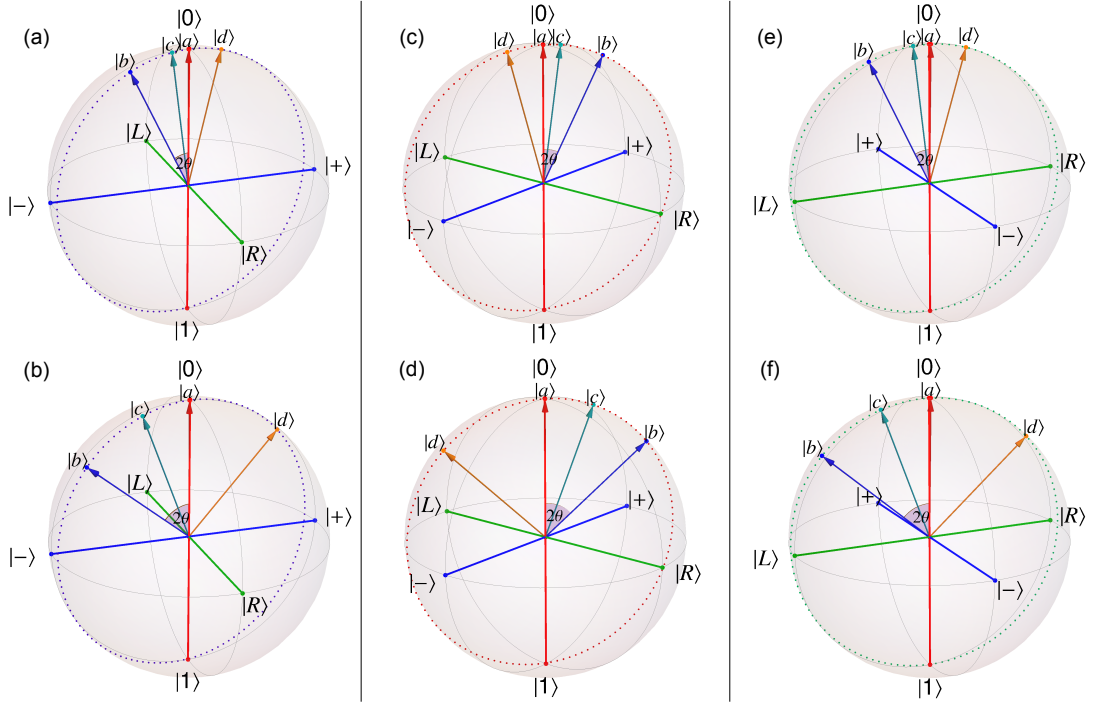 (a)
|0⟩
|c⟩ |a⟩ |d⟩
|b⟩
|L⟩
2θ
|+⟩
|−⟩
|R⟩
|1⟩
(b)
|0⟩
|a⟩
|c⟩
|d⟩
|b⟩
|L⟩
2θ
|+⟩
|−⟩
|R⟩
|1⟩
(c)
|0⟩
|d⟩ |a⟩ |c⟩ |b⟩
|+⟩
|L⟩
2θ
|R⟩
|−⟩
|1⟩
(d)
|0⟩
|a⟩
|c⟩
|b⟩
|d⟩
|L⟩
|+⟩
2θ
|R⟩
|−⟩
|1⟩
(e)
|0⟩
|c⟩ |a⟩ |d⟩
|b⟩
|+⟩
2θ
|R⟩
|L⟩
|−⟩
|1⟩
(f)
|0⟩
|a⟩
|c⟩
|d⟩
|b⟩
|+⟩
2θ
|R⟩
|L⟩
|−⟩
|1⟩